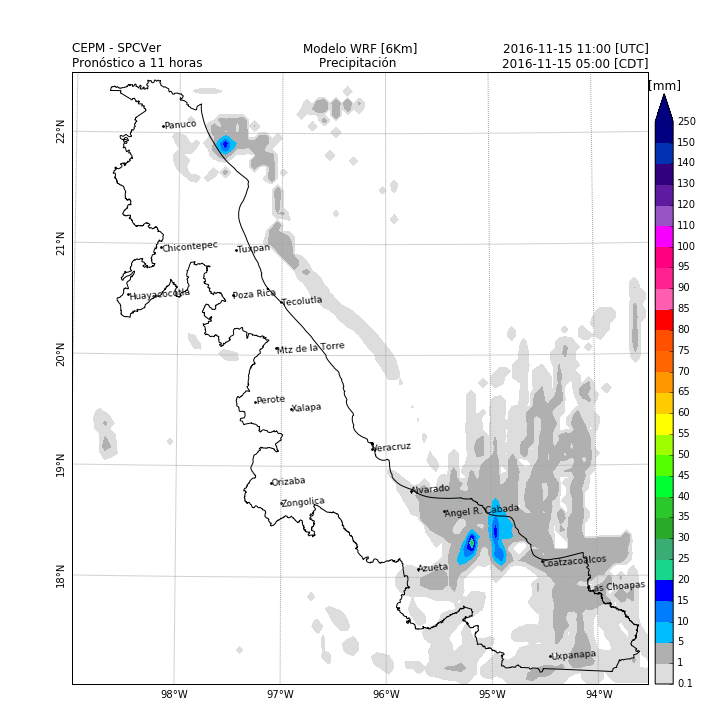 CEPM - SPCVer
Modelo WRF [6Km]
2016-11-15 11:00 [UTC]
Pronóstico a 11 horas
Precipitación
2016-11-15 05:00 [CDT]
[mm]
250
150
140
130
120
110
100
95
90
85
80
75
70
65
60
55
50
45
40
35
30
25
20
15
10
5
1
0.1
22°N
21°N
20°N
19°N
18°N
Panuco
Chicontepec
Tuxpan
Huayacocotla
Poza Rica
Tecolutla
Mtz de la Torre
Perote
Xalapa
Veracruz
Orizaba
Alvarado
Zongolica
Angel R. Cabada
Azueta
Coatzacoalcos
Las Choapas
Uxpanapa
98°W
97°W
96°W
95°W
94°W